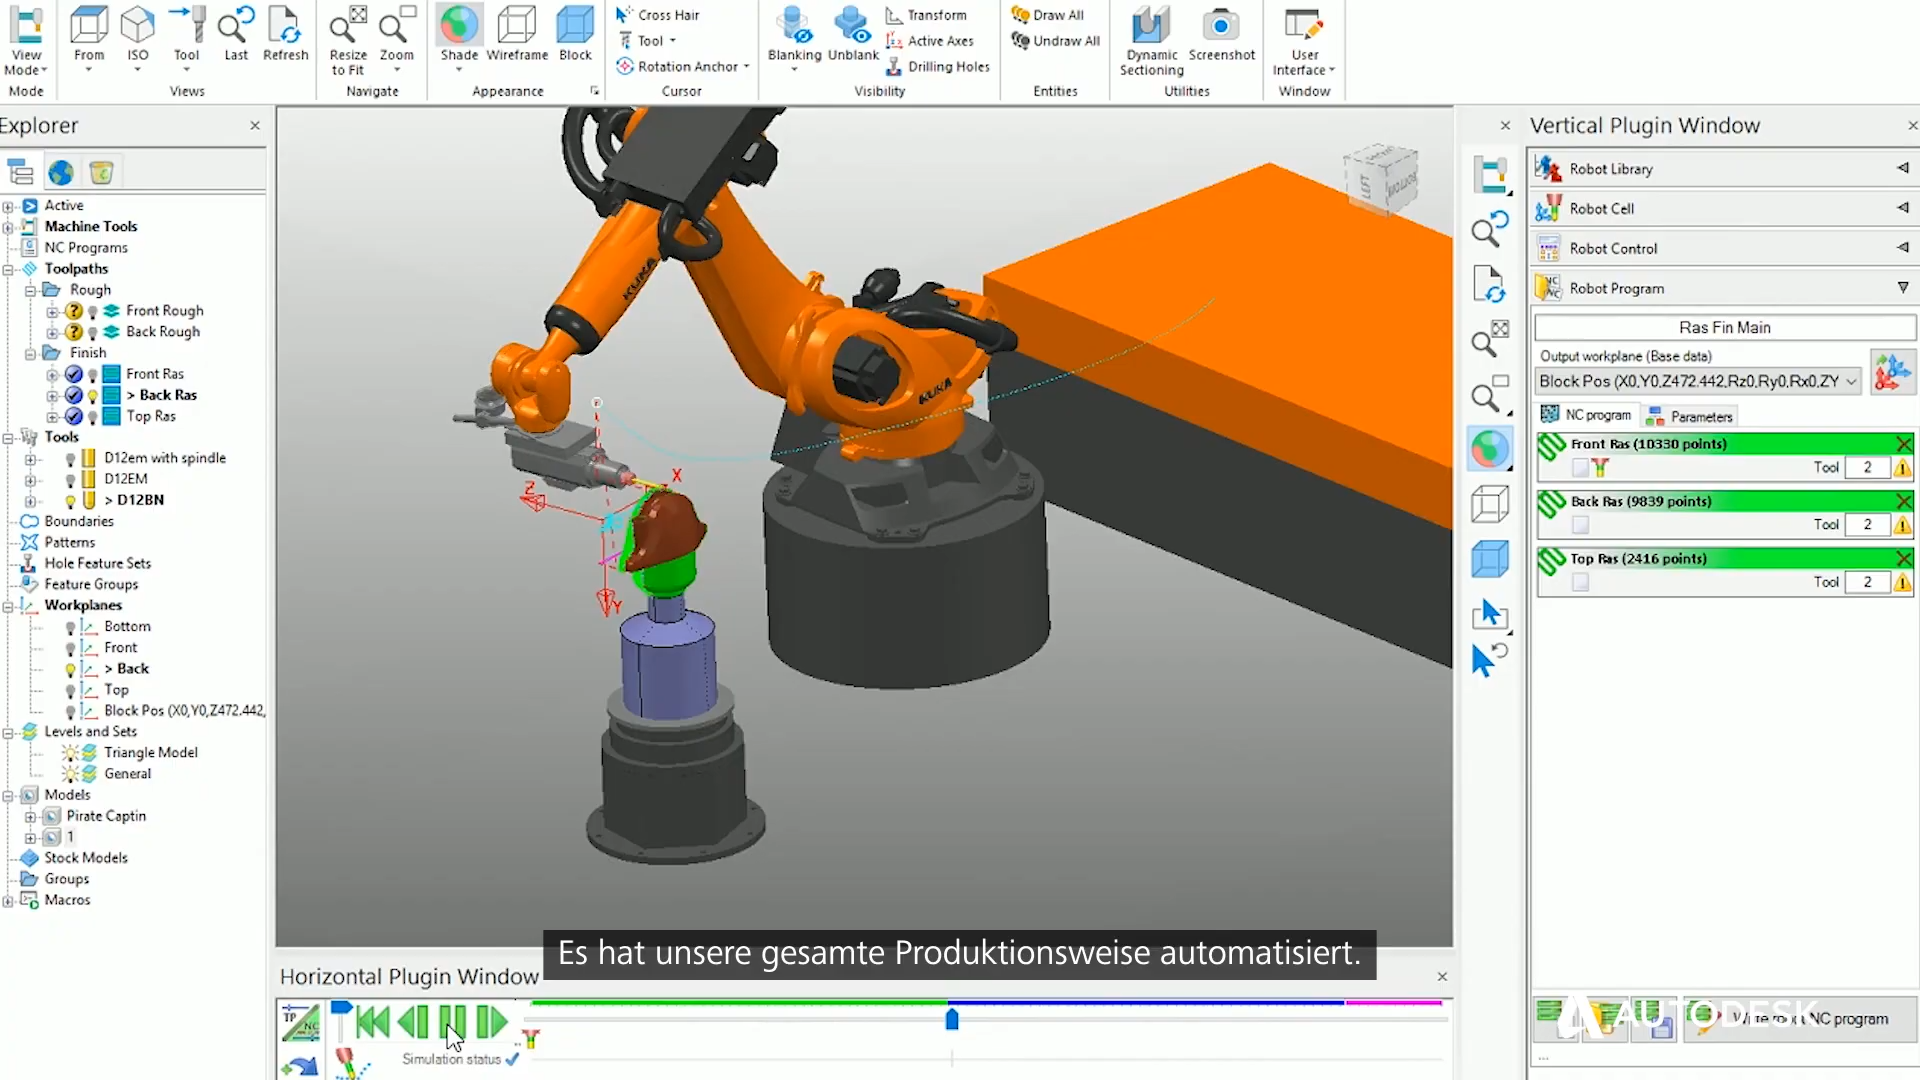 View
Mode
From
ISO
Tool
Last
Refresh
Resize
to Fit
Zoom
Shade
Wireframe
Block
Cross Hair
Tool
Rotation Anchor
Blanking
Unblank
Transform
Active Axes
Drilling Holes
Draw All
Undraw All
Dynamic
Sectioning
Screenshot
User
Interface
Mode
Views
Navigate
Appearance
Cursor
Visibility
Entities
Utilities
Window
Explorer
Active
Machine Tools
NC Programs
Toolpaths
Rough
Front Rough
Back Rough
Finish
Front Ras
> Back Ras
Top Ras
Tools
D12em with spindle
D12EM
> D12BN
Boundaries
Patterns
Hole Feature Sets
Feature Groups
Workplanes
Bottom
Front
> Back
Top
Block Pos (X0,Y0,Z472.442,
Levels and Sets
Triangle Model
General
Models
Pirate Captin
1
Stock Models
Groups
Macros
KUKA
KUKA
LEFT
BOTTOM
X
Z
Y
Vertical Plugin Window
Robot Library
Robot Cell
Robot Control
Robot Program
Ras Fin Main
Output workplane (Base data)
Block Pos (X0,Y0,Z472.442,Rz0,Ry0,Rx0,ZY
NC program
Parameters
Front Ras (10330 points)
Tool 2
Back Ras (9839 points)
Tool 2
Top Ras (2416 points)
Tool 2
Es hat unsere gesamte Produktionsweise automatisiert.
Horizontal Plugin Window
TP
NC
Simulation status
AUTODESK
NC program
...